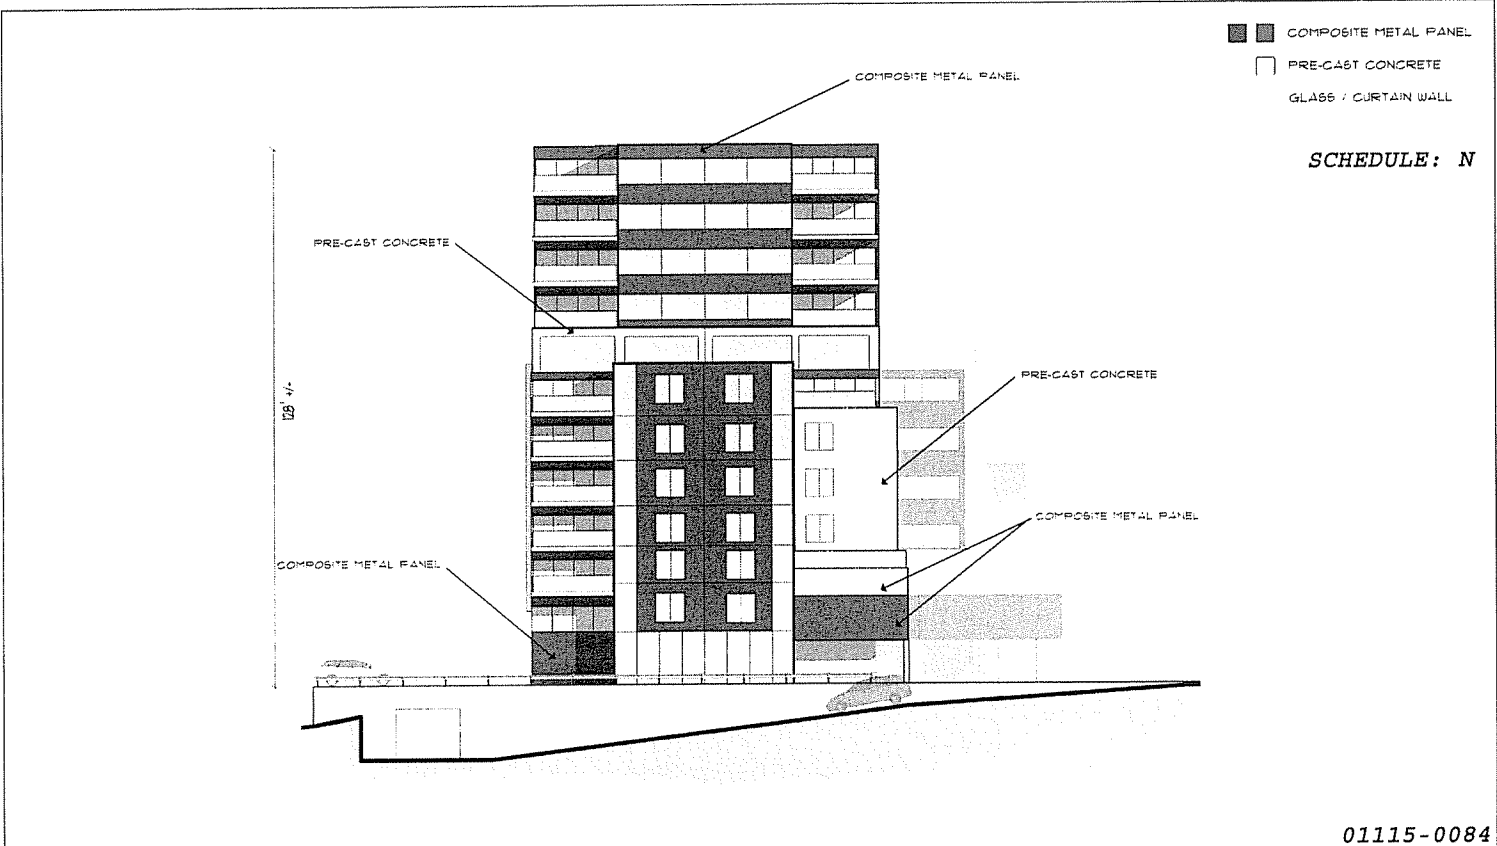 COMPOSITE METAL PANEL
PRE-CAST CONCRETE
GLASS / CURTAIN WALL
SCHEDULE: N
COMPOSITE METAL PANEL
PRE-CAST CONCRETE
128' +/-
PRE-CAST CONCRETE
COMPOSITE METAL PANEL
COMPOSITE METAL PANEL
01115-0084